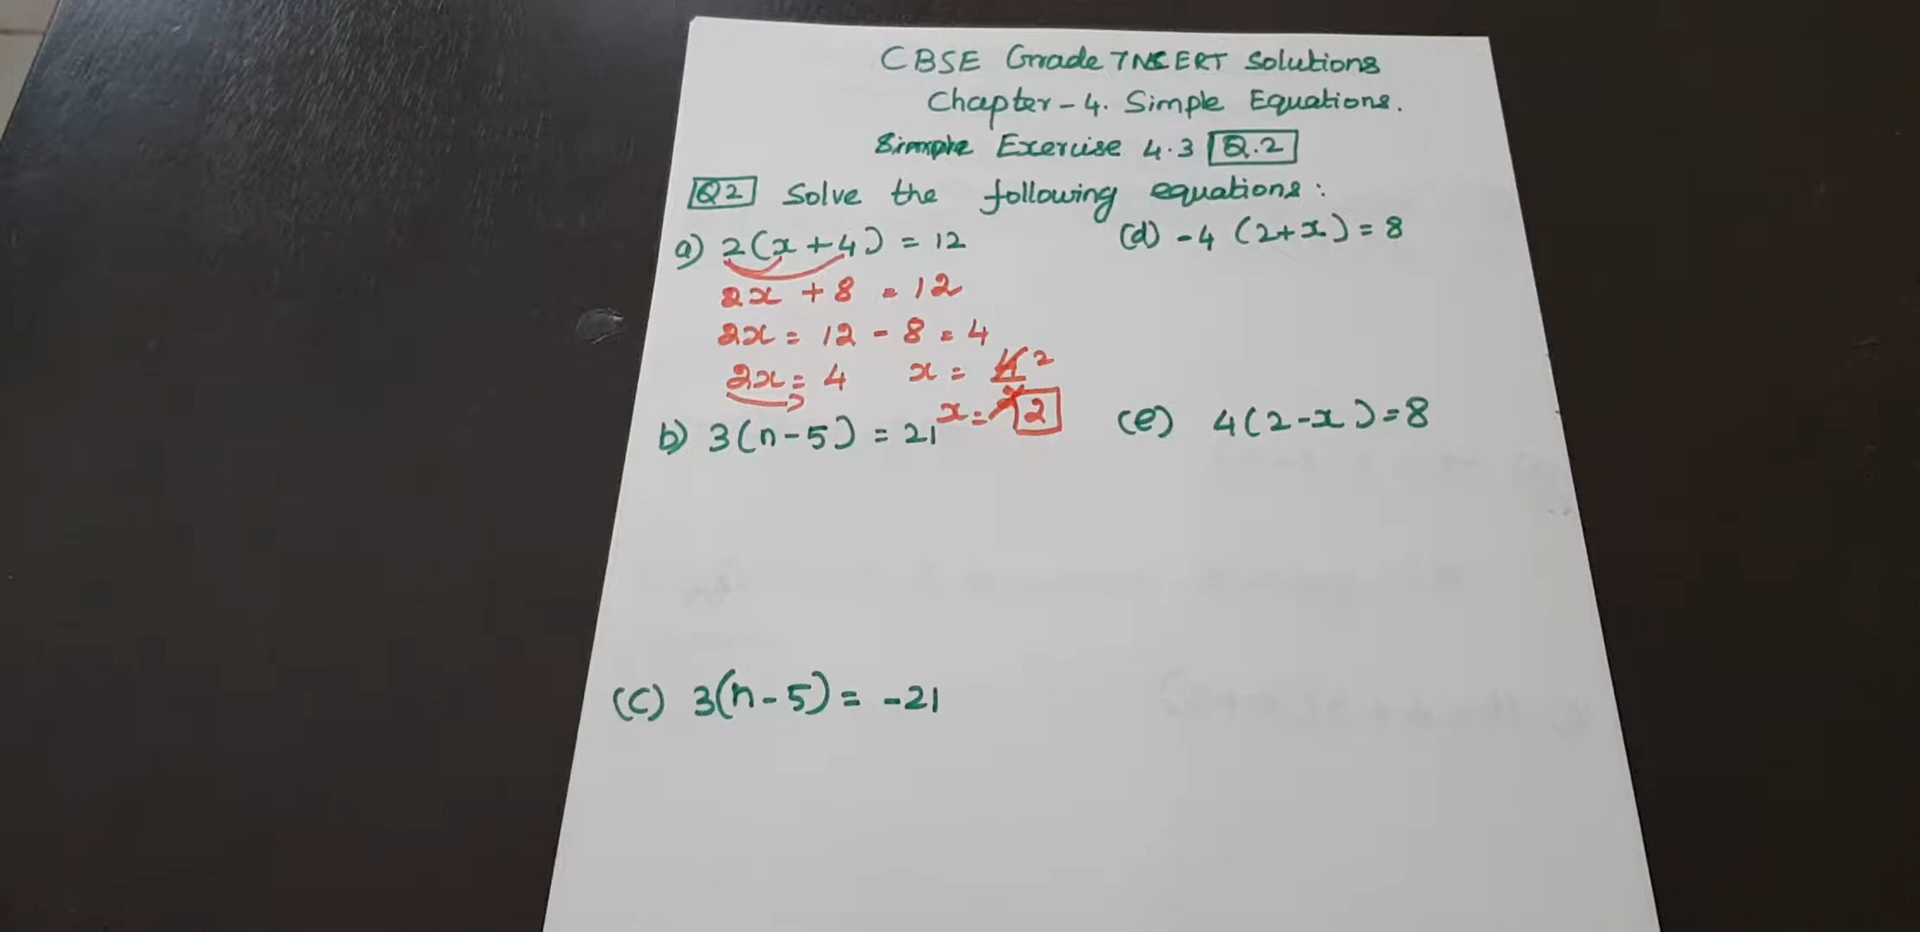 CBSE Grade 7 NCERT Solutions
Chapter - 4. Simple Equations.
Exercise 4.3 Q.2
Q2 Solve the following equations:
a) 2(x+4) = 12
2x + 8 = 12
2x = 12 - 8 = 4
2x = 4 x = 4 2
x = 2
b) 3(n-5) = 21
(c) 3(n-5) = -21
(d) -4 (2+x) = 8
(e) 4(2-x) = 8